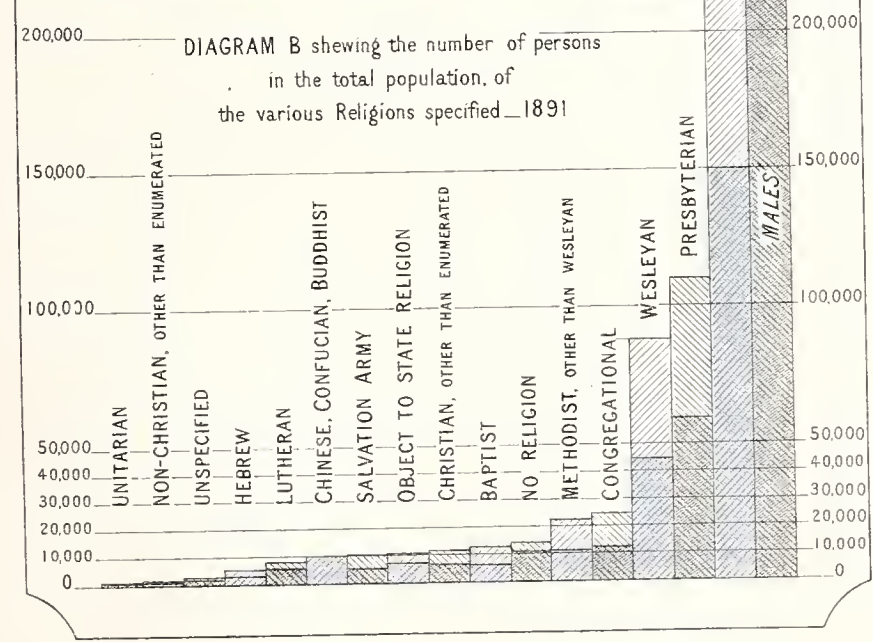 200,000
200,000
DIAGRAM B shewing the number of persons
in the total population, of
the various Religions specified_1891
150,000
150,000
100,000
100,000
50,000
50,000
40,000
40,000
30,000
30,000
20,000
20,000
10,000
10,000
0
0
UNITARIAN
NON-CHRISTIAN, OTHER THAN ENUMERATED
UNSPECIFIED
HEBREW
LUTHERAN
CHINESE, CONFUCIAN, BUDDHIST
SALVATION ARMY
OBJECT TO STATE RELIGION
CHRISTIAN, OTHER THAN ENUMERATED
BAPTIST
NO RELIGION
METHODIST, OTHER THAN WESLEYAN
CONGREGATIONAL
WESLEYAN
PRESBYTERIAN
MALES